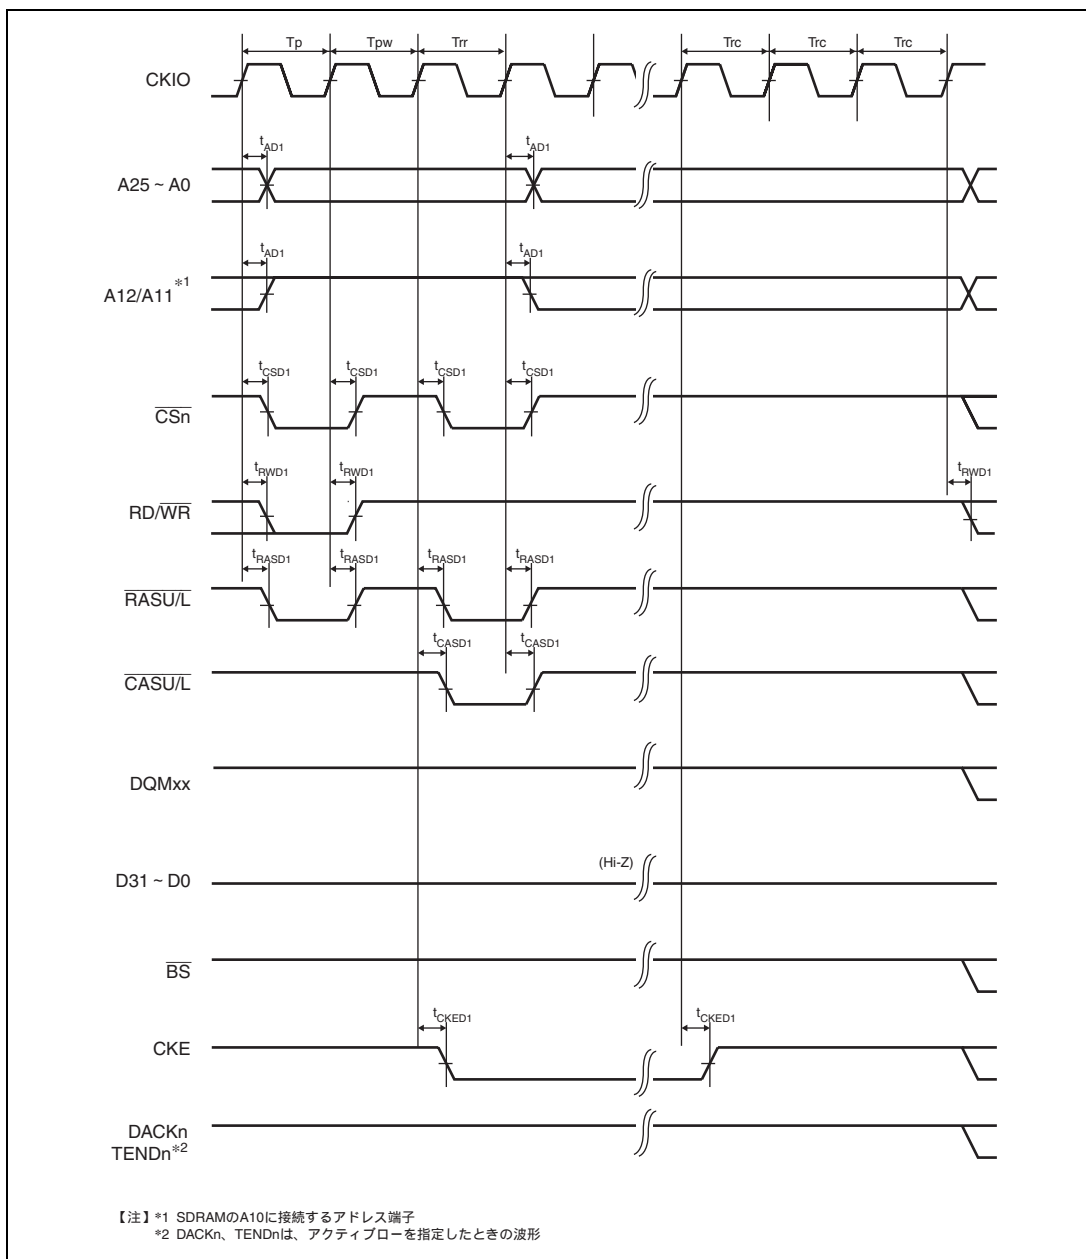 Tp Tpw Trr Trc Trc Trc
CKIO
tAD1 tAD1
A25 ~ A0
tAD1 tAD1
A12/A11*1
tCSD1 tCSD1 tCSD1 tCSD1
CSn
tRWD1 tRWD1 tRWD1
RD/WR
tRASD1 tRASD1 tRASD1 tRASD1
RASU/L
tCASD1 tCASD1
CASU/L
DQMxx
(Hi-Z)
D31 ~ D0
BS
tCKED1 tCKED1
CKE
DACKn
TENDn*2
【注】*1 SDRAMのA10に接続するアドレス端子
*2 DACKn、TENDnは、アクティブローを指定したときの波形